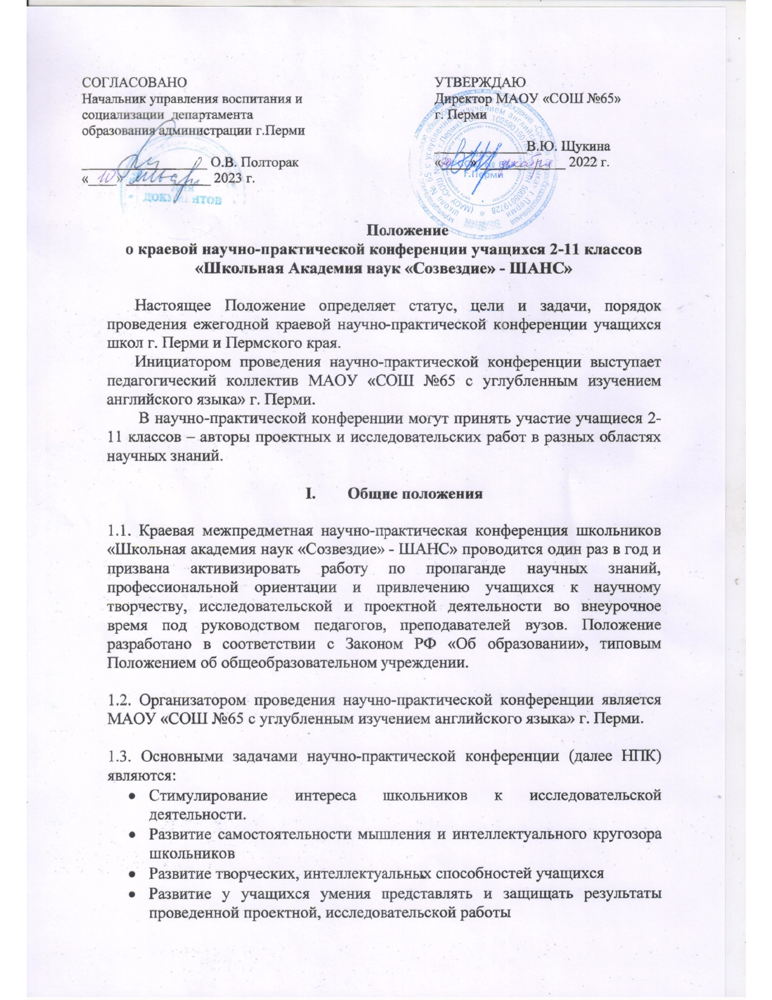 СОГЛАСОВАНО
Начальник управления воспитания и
социализации департамента
образования администрации г.Перми
О.В. Полторак
«10» января 2023 г.
ДОКУМЕНТОВ
УТВЕРЖДАЮ
Директор МАОУ «СОШ №65»
г. Перми
В.Ю. Щукина
« » декабря 2022 г.
МАОУ
«СОШ № 65»
г.Перми
Положение
о краевой научно-практической конференции учащихся 2-11 классов
«Школьная Академия наук «Созвездие» - ШАНС»
Настоящее Положение определяет статус, цели и задачи, порядок
проведения ежегодной краевой научно-практической конференции учащихся
школ г. Перми и Пермского края.
Инициатором проведения научно-практической конференции выступает
педагогический коллектив МАОУ «СОШ №65 с углубленным изучением
английского языка» г. Перми.
В научно-практической конференции могут принять участие учащиеся 2-
11 классов – авторы проектных и исследовательских работ в разных областях
научных знаний.
I. Общие положения
1.1. Краевая межпредметная научно-практическая конференция школьников
«Школьная академия наук «Созвездие» - ШАНС» проводится один раз в год и
призвана активизировать работу по пропаганде научных знаний,
профессиональной ориентации и привлечению учащихся к научному
творчеству, исследовательской и проектной деятельности во внеурочное
время под руководством педагогов, преподавателей вузов. Положение
разработано в соответствии с Законом РФ «Об образовании», типовым
Положением об общеобразовательном учреждении.
1.2. Организатором проведения научно-практической конференции является
МАОУ «СОШ №65 с углубленным изучением английского языка» г. Перми.
1.3. Основными задачами научно-практической конференции (далее НПК)
являются:
• Стимулирование интереса школьников к исследовательской
деятельности.
• Развитие самостоятельности мышления и интеллектуального кругозора
школьников
• Развитие творческих, интеллектуальных способностей учащихся
• Развитие у учащихся умения представлять и защищать результаты
проведенной проектной, исследовательской работы